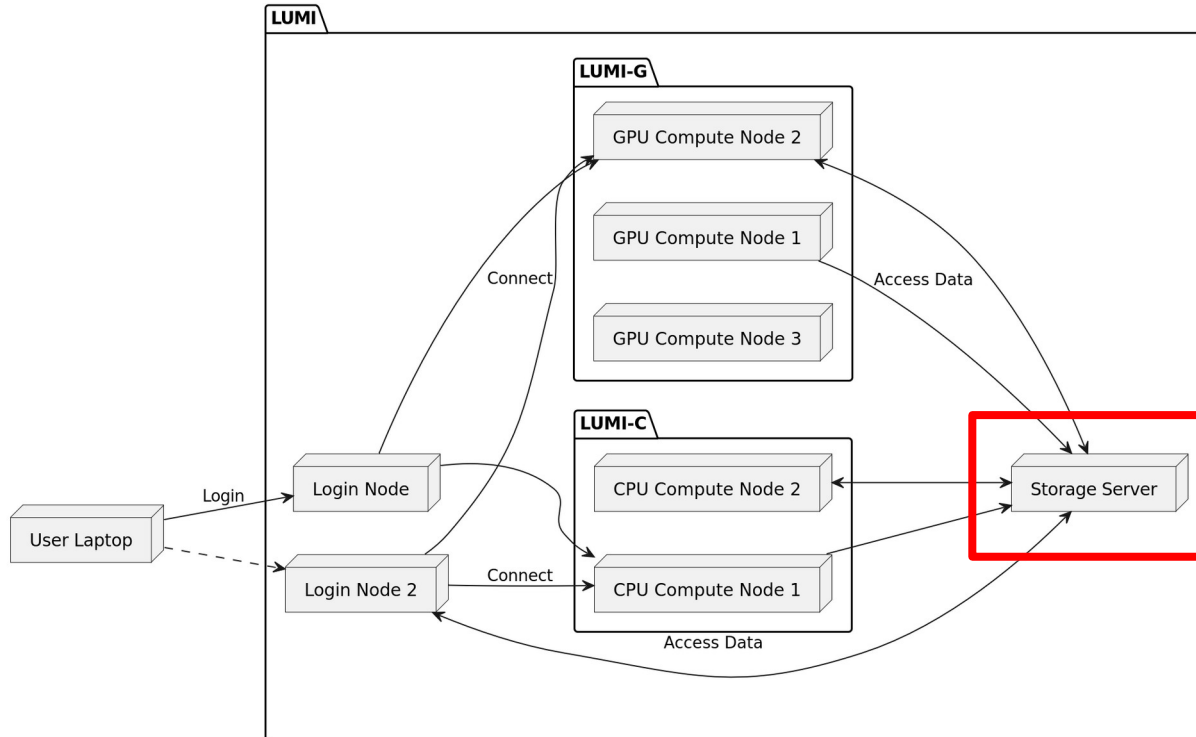 LUMI
LUMI-G
GPU Compute Node 2
GPU Compute Node 1
Connect
Access Data
GPU Compute Node 3
LUMI-C
Login Node
CPU Compute Node 2
Storage Server
Login
User Laptop
Login Node 2
Connect
CPU Compute Node 1
Access Data